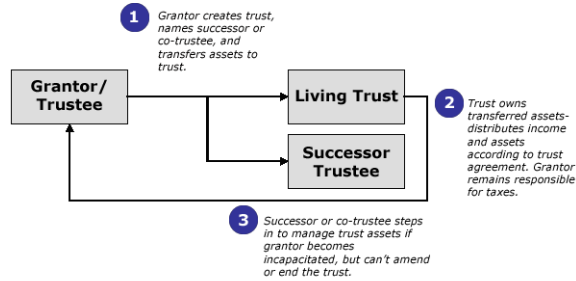 1
Grantor creates trust,
names successor or
co-trustee, and
transfers assets to
trust.
Grantor/
Trustee
Living Trust
2
Trust owns
transferred assets-
distributes income
and assets
according to trust
agreement. Grantor
remains responsible
for taxes.
Successor
Trustee
3
Successor or co-trustee steps
in to manage trust assets if
grantor becomes
incapacitated, but can't amend
or end the trust.